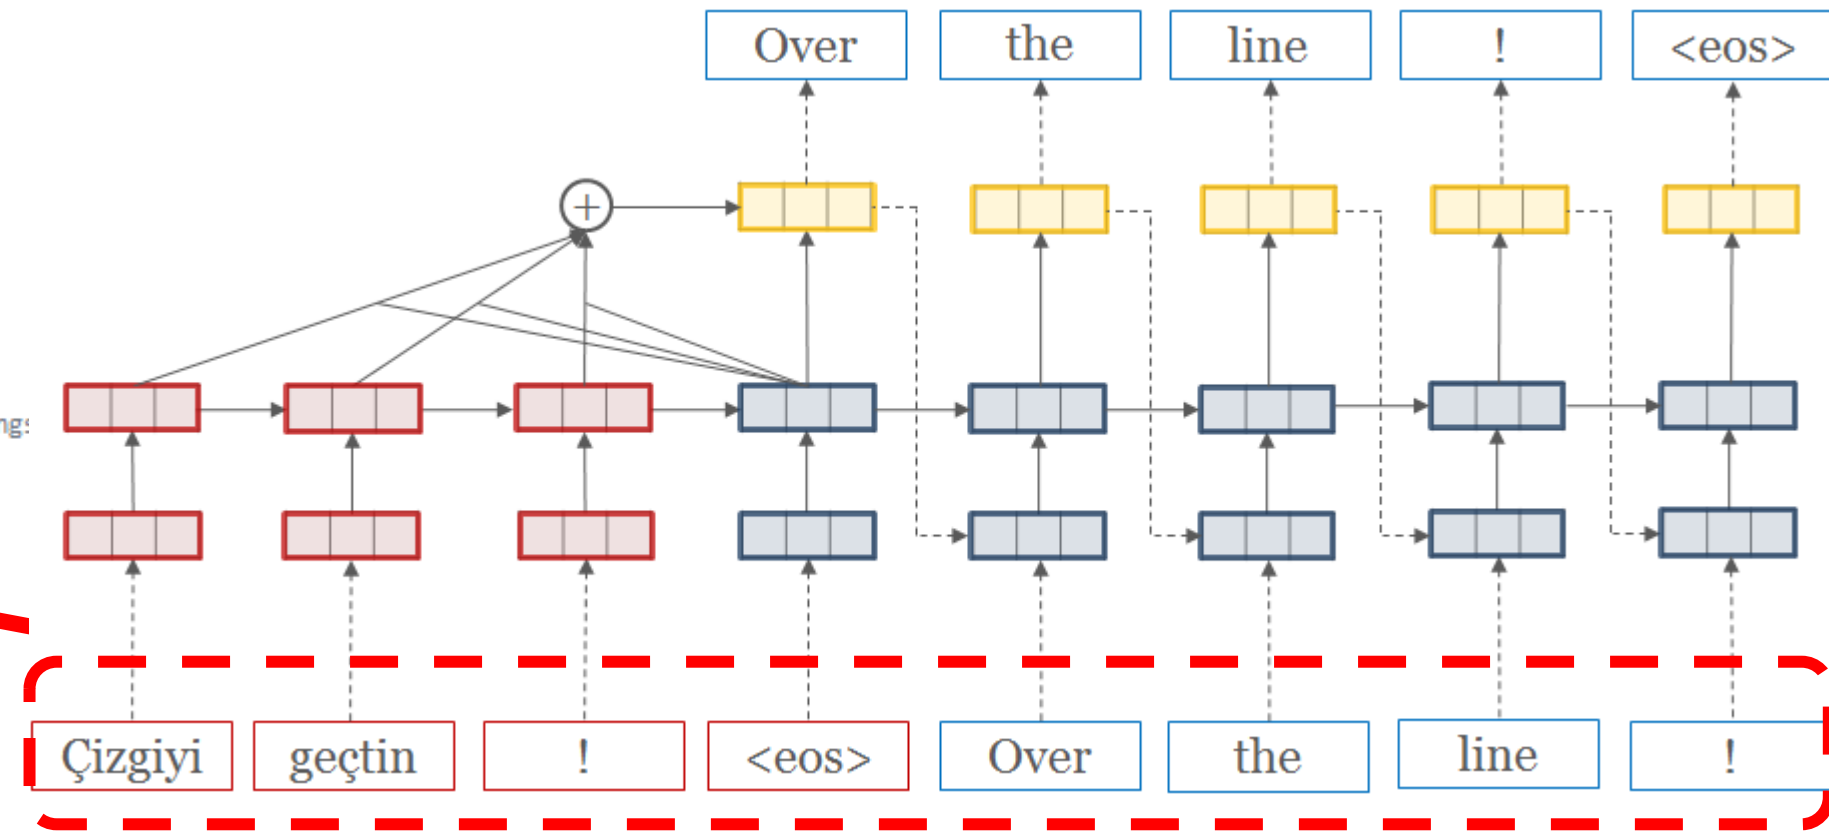 Over the line ! <eos>
Çizgiyi geçtin ! <eos> Over the line !